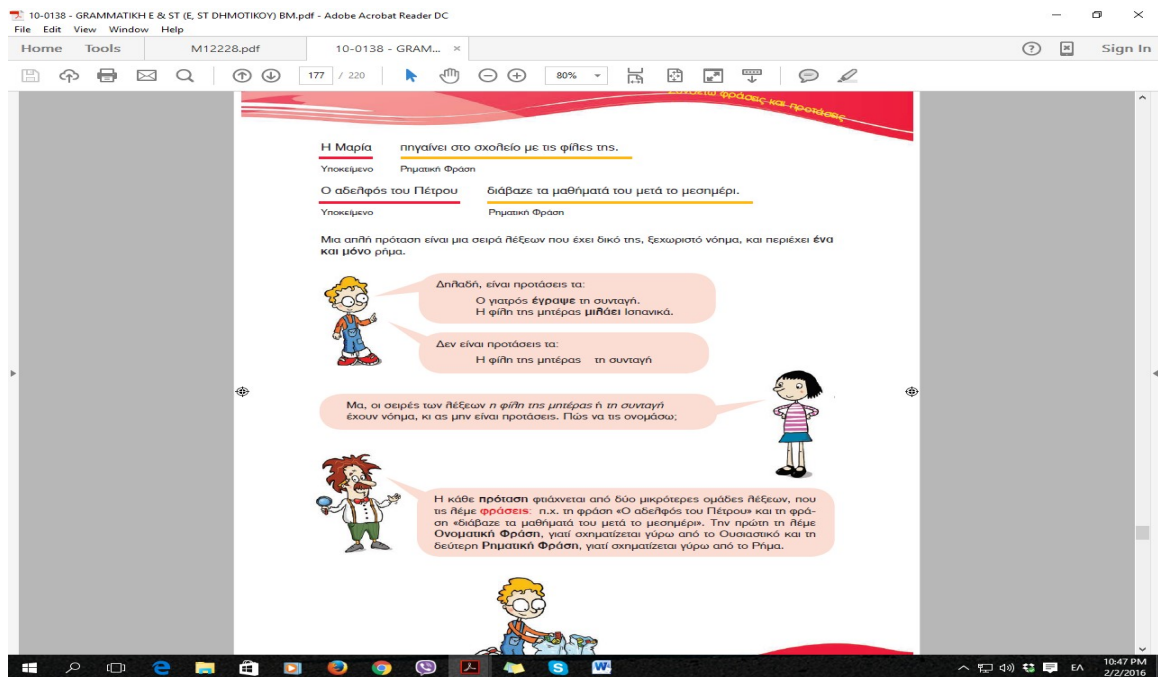 10-0138 - GRAMMATIKH E & ST (E, ST DHMOTIKOY) BM.pdf - Adobe Acrobat Reader DC
File Edit View Window Help
Home Tools M12228.pdf 10-0138 - GRAM... × Sign In
177 / 220 80%
φράσεις και προτάσεις
Η Μαρία πηγαίνει στο σχολείο με τις φίλες της.
Υποκείμενο Ρηματική Φράση
Ο αδελφός του Πέτρου διάβαζε τα μαθήματά του μετά το μεσημέρι.
Υποκείμενο Ρηματική Φράση
Μια απλή πρόταση είναι μια σειρά λέξεων που έχει δικό της, ξεχωριστό νόημα, και περιέχει ένα
και μόνο ρήμα.
Δηλαδή, είναι προτάσεις τα:
Ο γιατρός έγραψε τη συνταγή.
Η φίλη της μητέρας μιλάει Ισπανικά.
Δεν είναι προτάσεις τα:
Η φίλη της μητέρας τη συνταγή
Μα, οι σειρές των λέξεων η φίλη της μητέρας ή τη συνταγή
έχουν νόημα, κι ας μην είναι προτάσεις. Πώς να τις ονομάσω;
Η κάθε πρόταση φτιάχνεται από δύο μικρότερες ομάδες λέξεων, που
τις λέμε φράσεις: π.χ. τη φράση «Ο αδελφός του Πέτρου» και τη φρά-
ση «διάβαζε τα μαθήματά του μετά το μεσημέρι». Την πρώτη τη λέμε
Ονοματική Φράση, γιατί σχηματίζεται γύρω από το Ουσιαστικό και τη
δεύτερη Ρηματική Φράση, γιατί σχηματίζεται γύρω από το Ρήμα.
ΕΛ 10:47 PM
2/2/2016